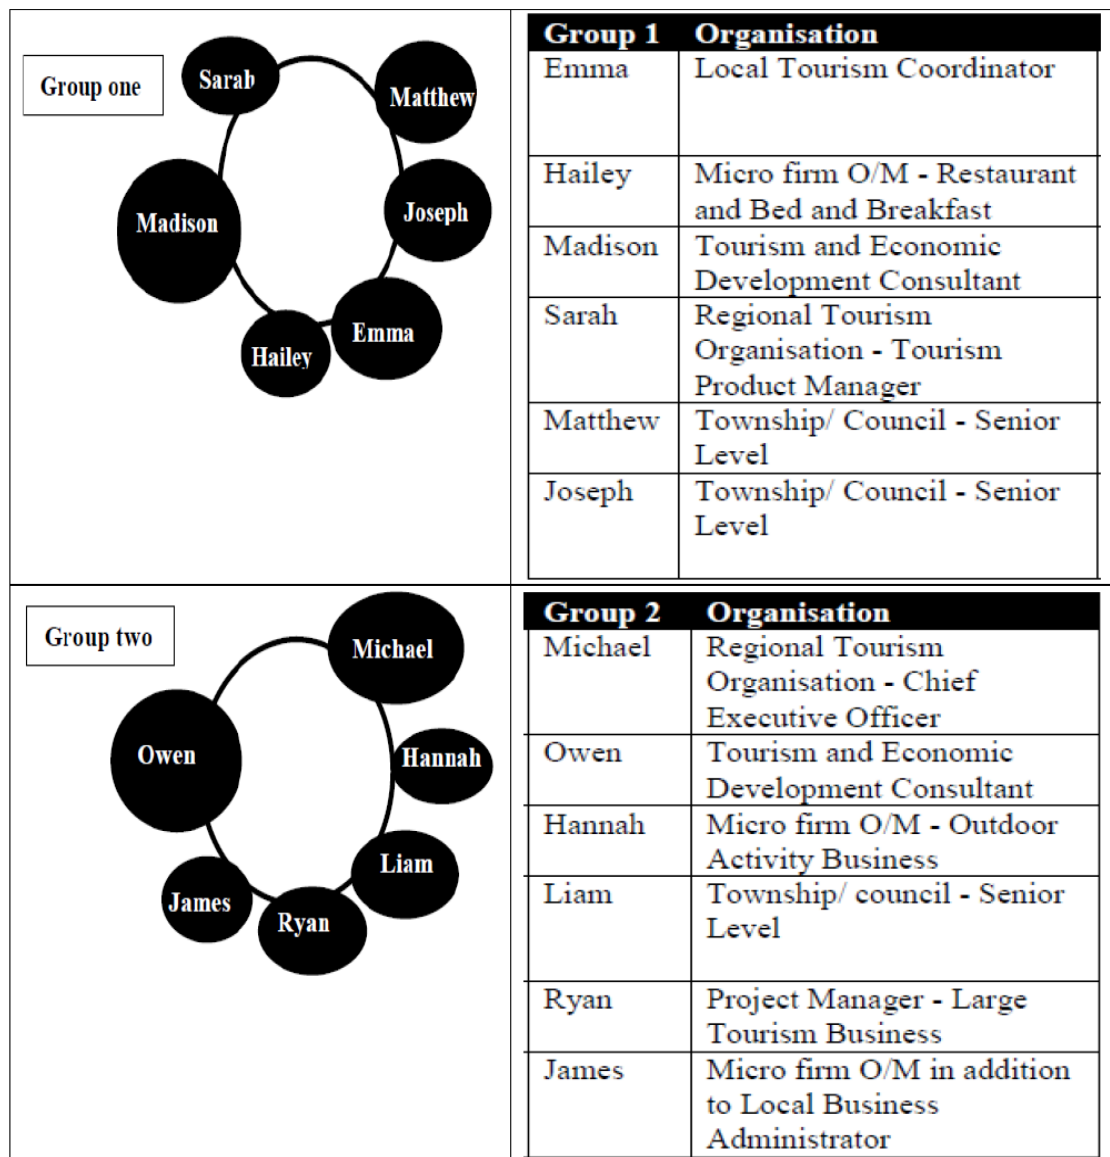 Group one
Sarah
Matthew
Madison
Joseph
Emma
Hailey
Group 1 Organisation
Emma Local Tourism Coordinator
Hailey Micro firm O/M - Restaurant
and Bed and Breakfast
Madison Tourism and Economic
Development Consultant
Sarah Regional Tourism
Organisation - Tourism
Product Manager
Matthew Township/ Council - Senior
Level
Joseph Township/ Council - Senior
Level
Group two
Michael
Owen
Hannah
Liam
James
Ryan
Group 2 Organisation
Michael Regional Tourism
Organisation - Chief
Executive Officer
Owen Tourism and Economic
Development Consultant
Hannah Micro firm O/M - Outdoor
Activity Business
Liam Township/ council - Senior
Level
Ryan Project Manager - Large
Tourism Business
James Micro firm O/M in addition
to Local Business
Administrator